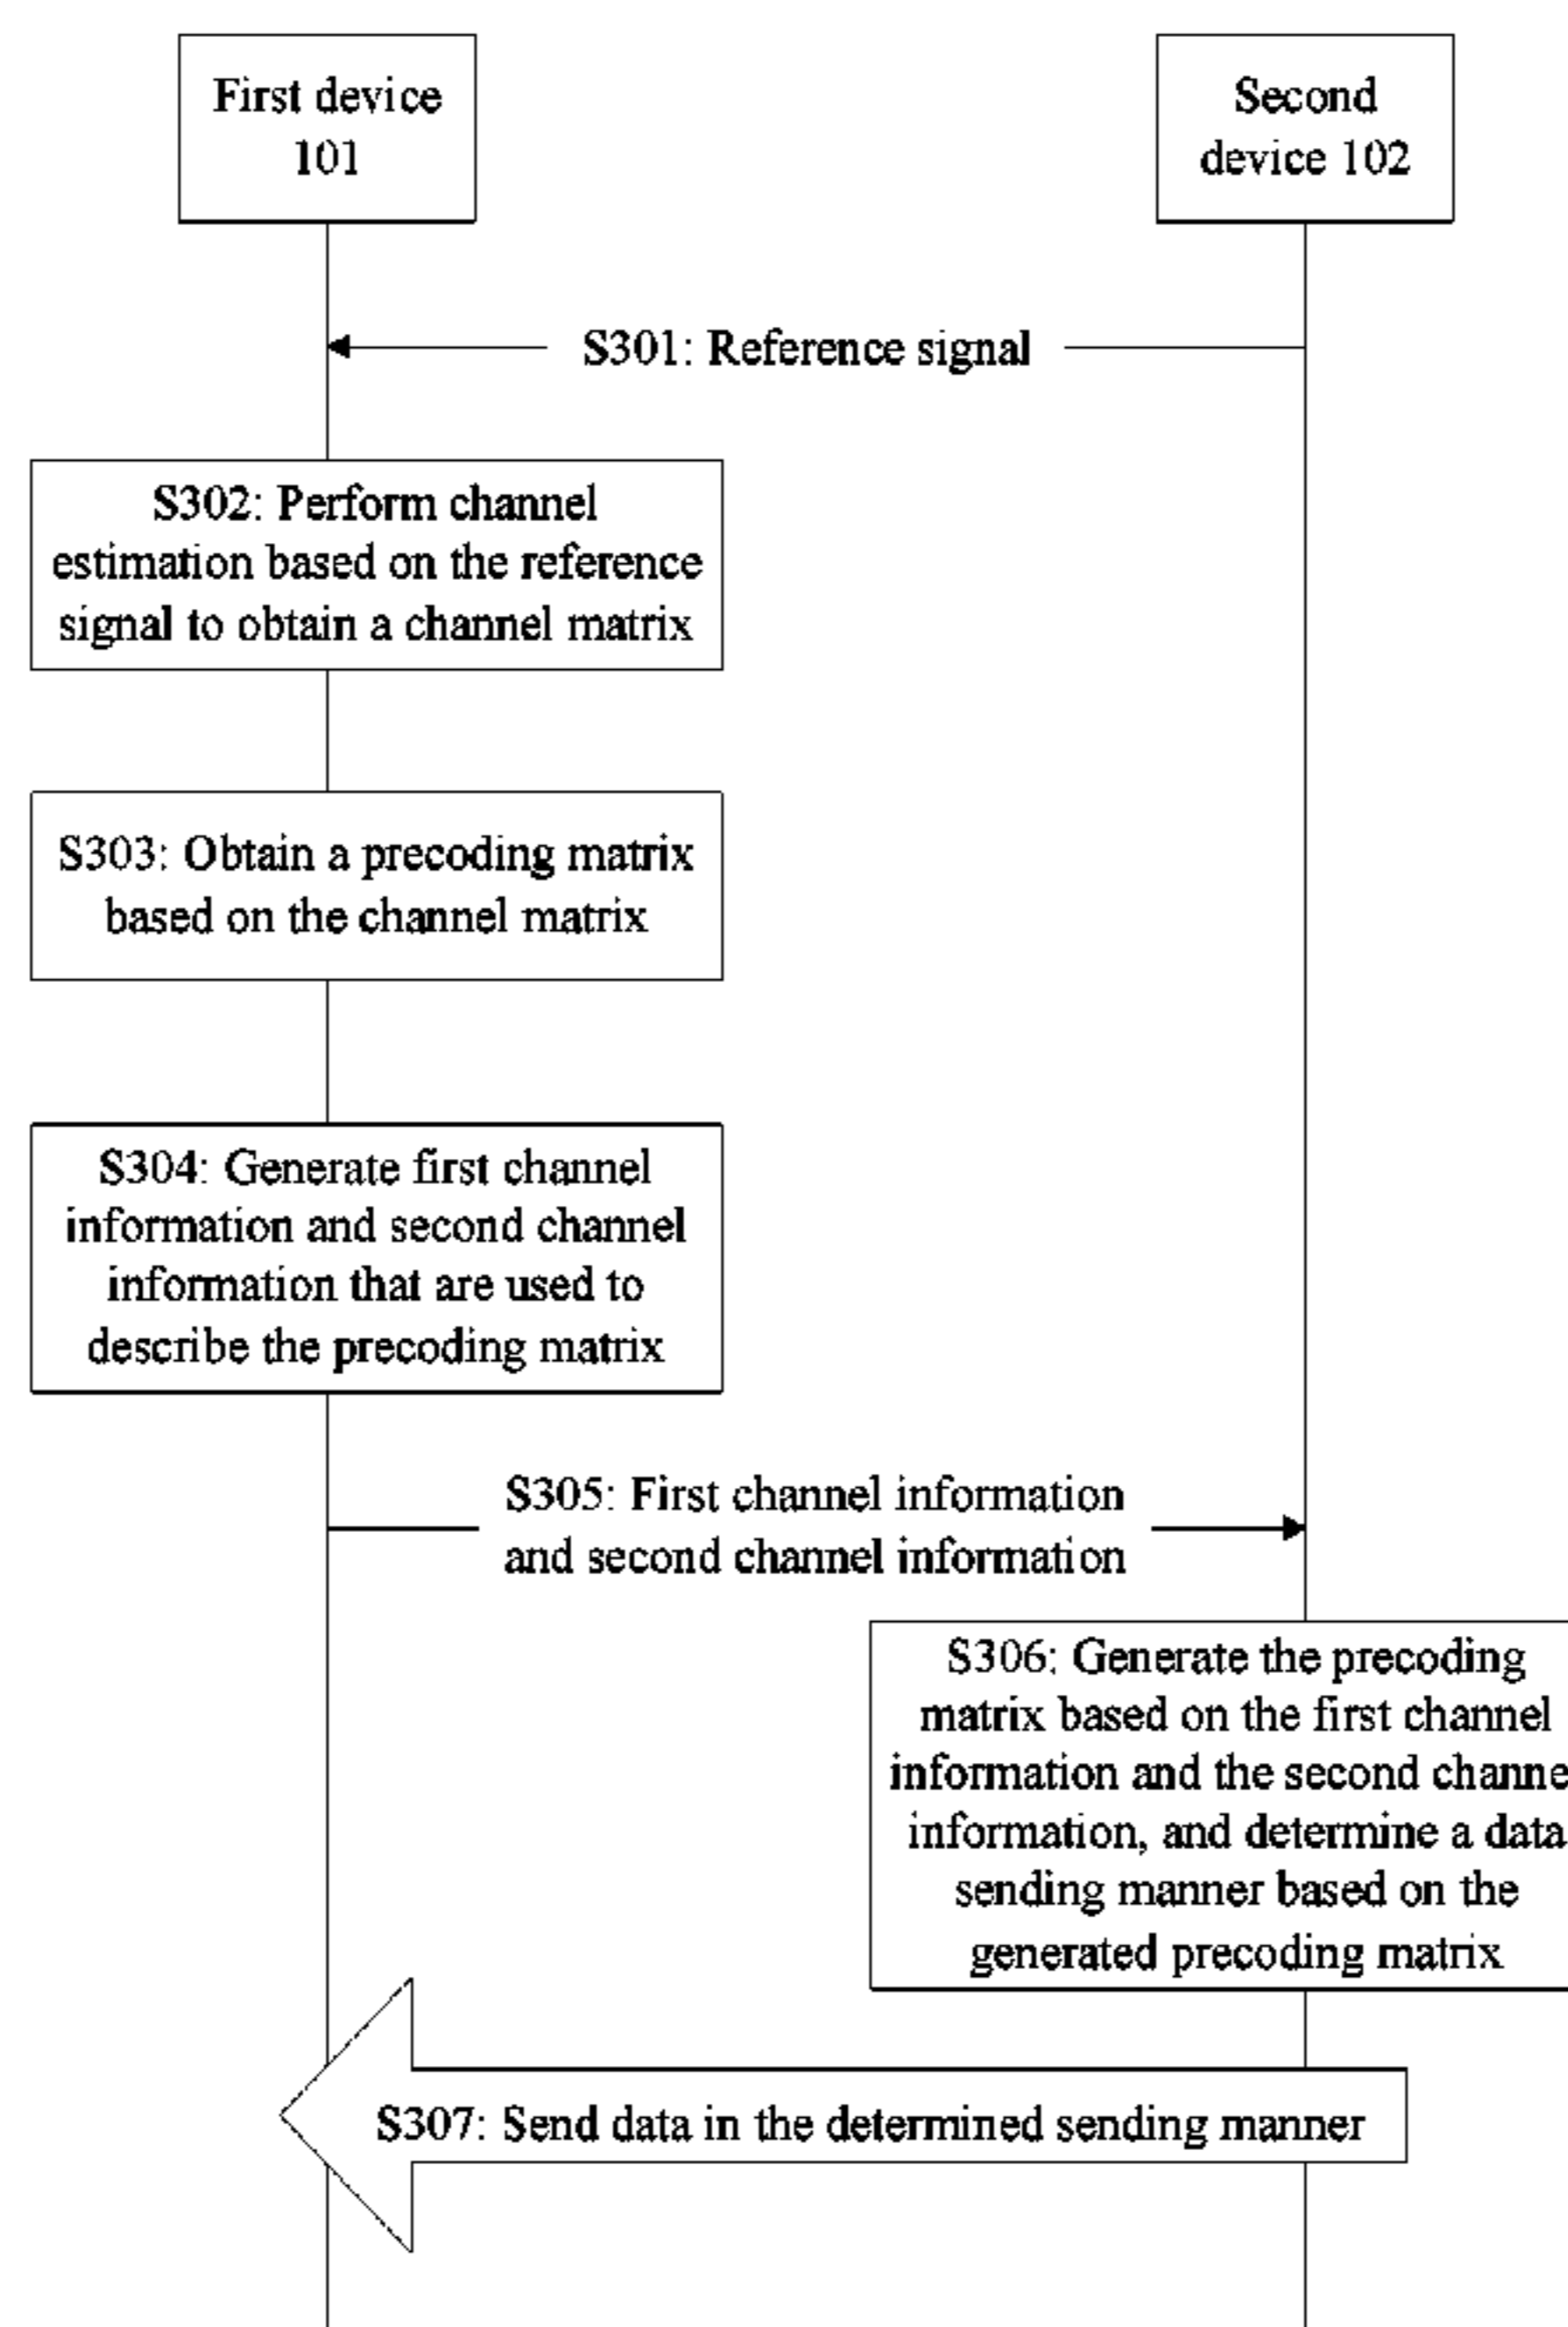 First device
101
Second
device 102
S301: Reference signal
S302: Perform channel
estimation based on the reference
signal to obtain a channel matrix
S303: Obtain a precoding matrix
based on the channel matrix
S304: Generate first channel
information and second channel
information that are used to
describe the precoding matrix
S305: First channel information
and second channel information
S306: Generate the precoding
matrix based on the first channel
information and the second channe
information, and determine a data
sending manner based on the
generated precoding matrix
S307: Send data in the determined sending manner